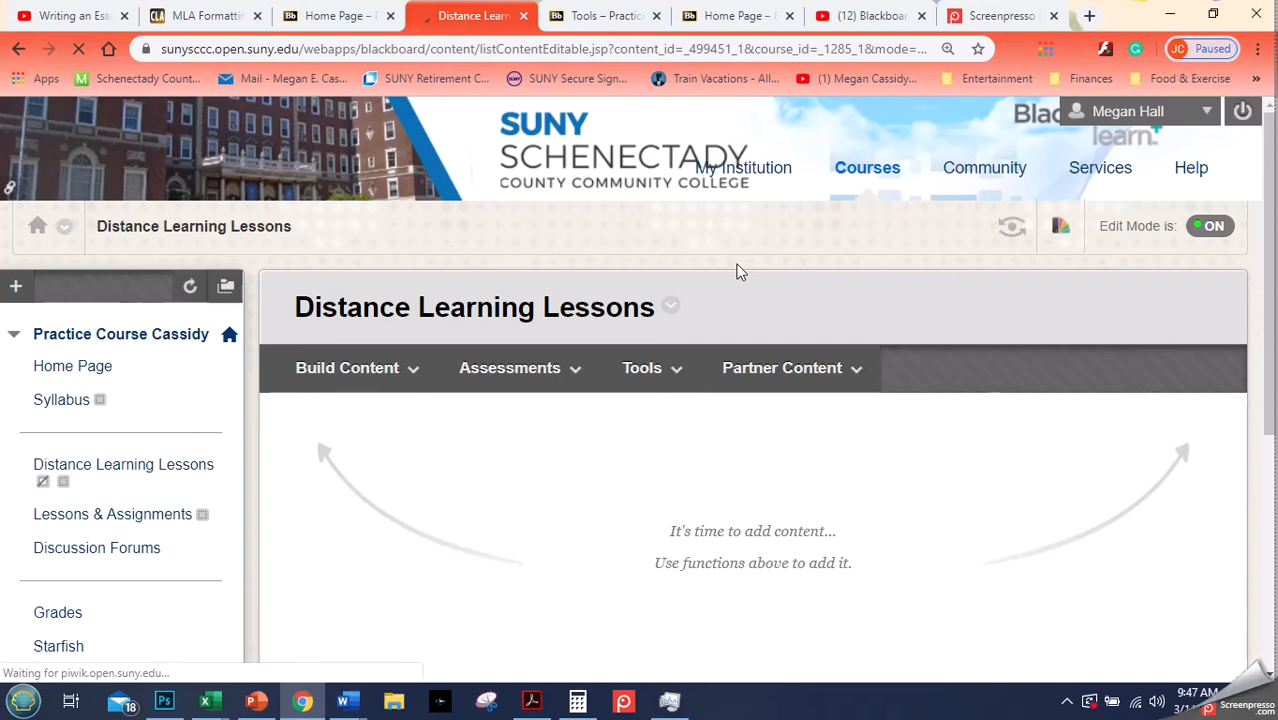 Writing an Ess
MLA Formattin
Home Page – F
Distance Learn
Tools – Practic
Home Page – E
(12) Blackboar
Screenpresso
sunysccc.open.suny.edu/webapps/blackboard/content/listContentEditable.jsp?content_id=_499451_1&course_id=_1285_1&mode=...
JC Paused
Apps
Schenectady Count...
Mail - Megan E. Cas...
SUNY Retirement C...
SUNY Secure Sign...
Train Vacations - All...
(1) Megan Cassidy...
Entertainment
Finances
Food & Exercise
SUNY
SCHENECTADY
COUNTY COMMUNITY COLLEGE
Blac
learn
Megan Hall
My Institution
Courses
Community
Services
Help
Distance Learning Lessons
Edit Mode is: ON
Practice Course Cassidy
Home Page
Syllabus
Distance Learning Lessons
Lessons & Assignments
Discussion Forums
Grades
Starfish
Distance Learning Lessons
Build Content
Assessments
Tools
Partner Content
It's time to add content...
Use functions above to add it.
Waiting for piwik.open.suny.edu...
18
9:47 AM
Screenpresso
.com